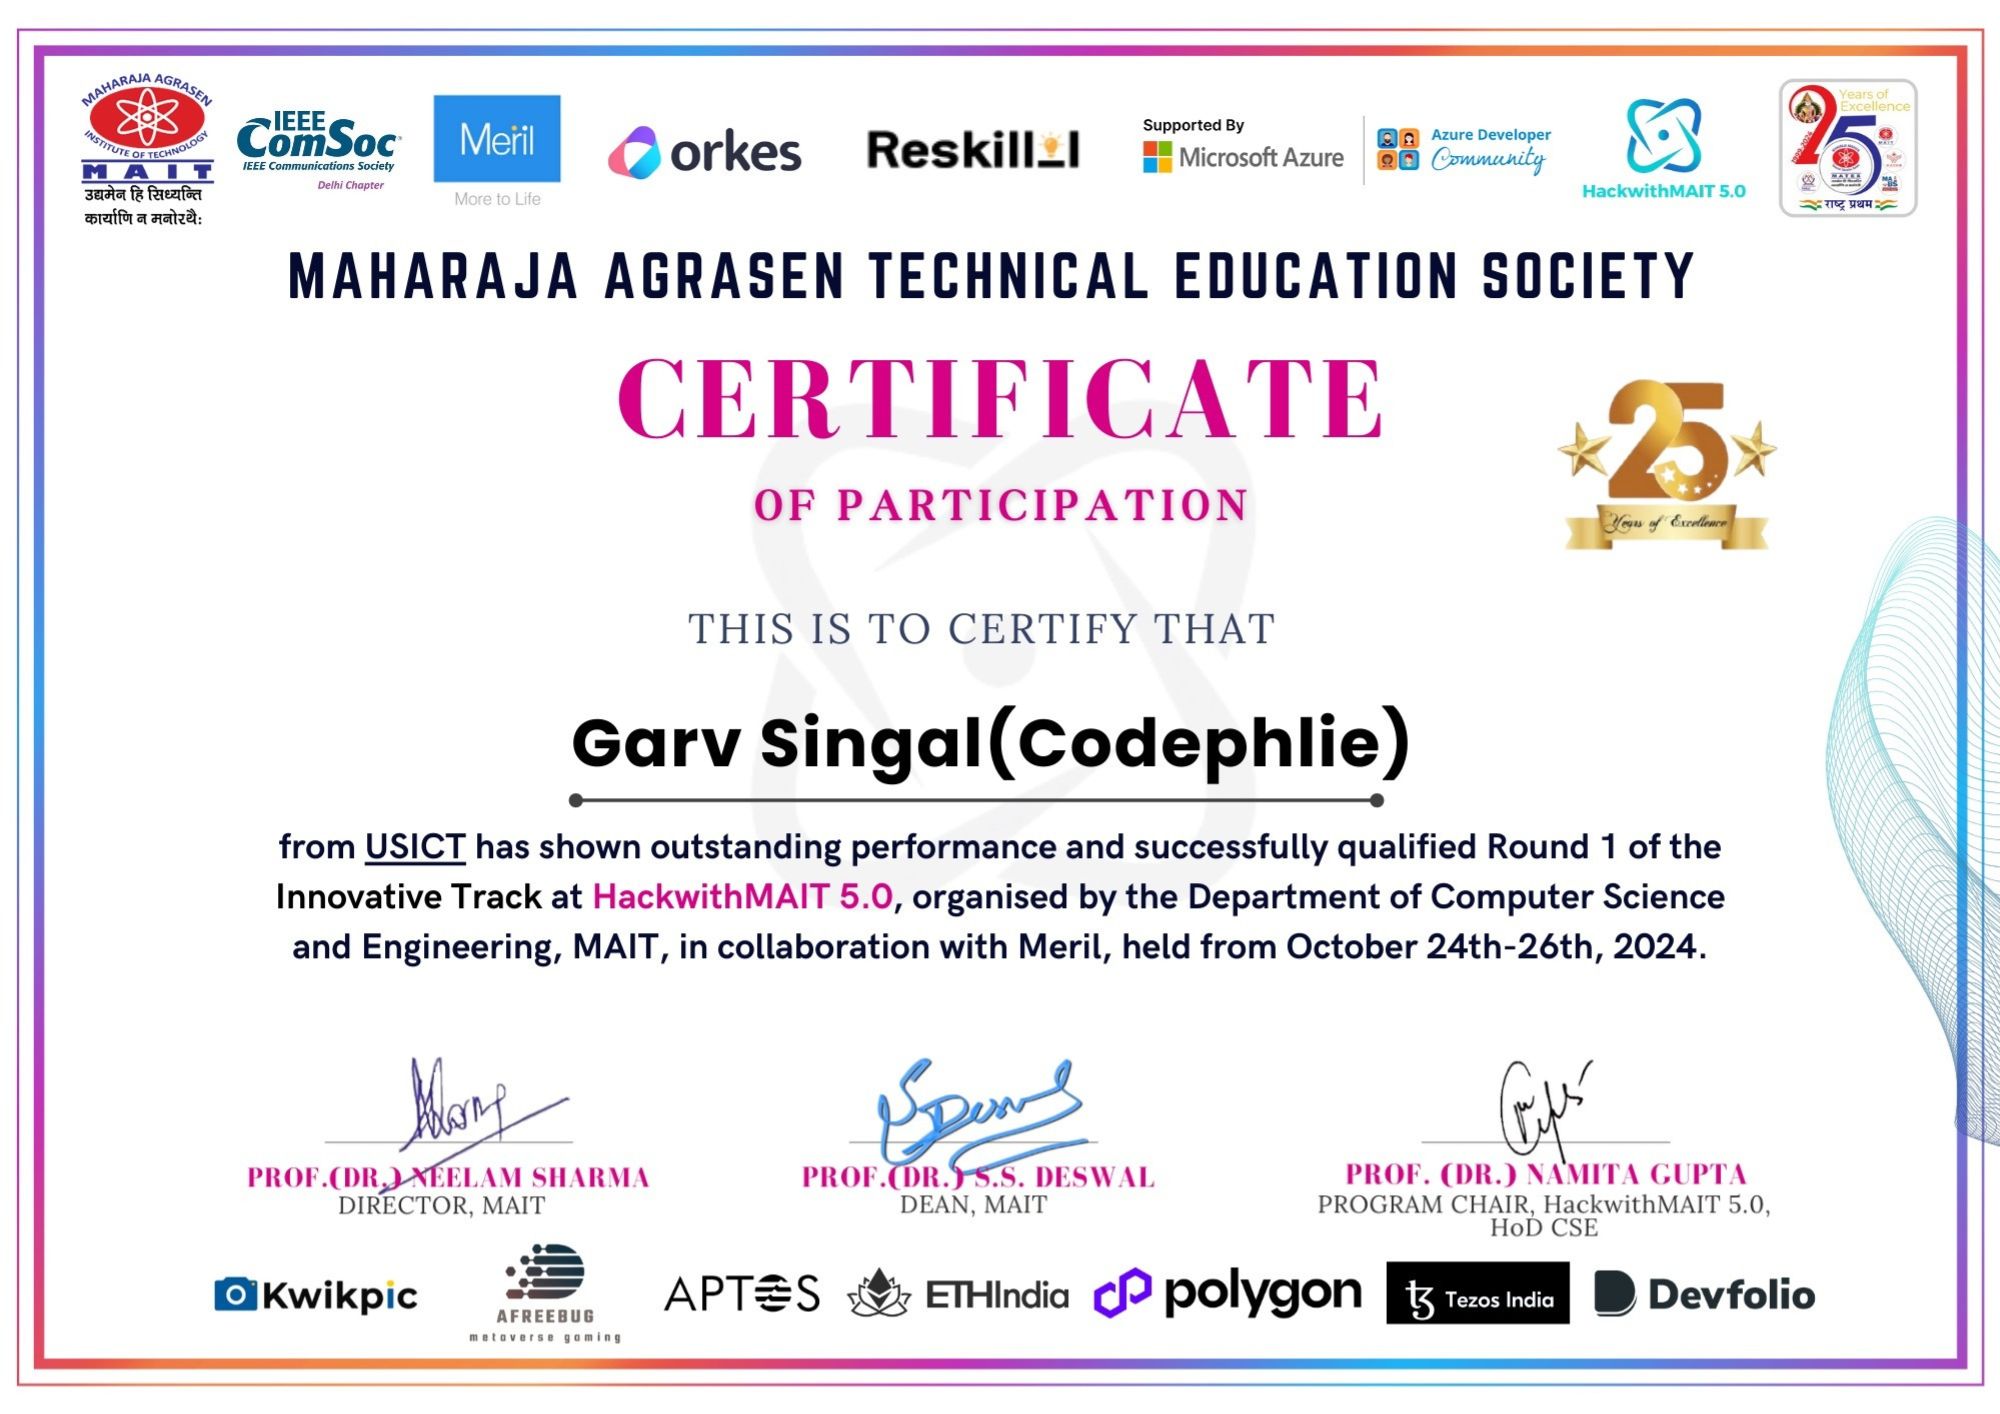 MAHARAJA AGRASEN
INSTITUTE OF TECHNOLOGY
MAIT
उद्यमेन हि सिध्यन्ति
कार्याणि न मनोरथै:
IEEE
ComSoc
IEEE Communications Society
Delhi Chapter
Meril
More to Life
orkes
Reskilll
Supported By
Microsoft Azure
Azure Developer
Community
HackwithMAIT 5.0
Years of
Excellence
25
1999-2024
राष्ट्र प्रथम
MAHARAJA AGRASEN TECHNICAL EDUCATION SOCIETY
CERTIFICATE
OF PARTICIPATION
25
Years of Excellence
THIS IS TO CERTIFY THAT
Garv Singal(Codephlie)
from USICT has shown outstanding performance and successfully qualified Round 1 of the
Innovative Track at HackwithMAIT 5.0, organised by the Department of Computer Science
and Engineering, MAIT, in collaboration with Meril, held from October 24th-26th, 2024.
PROF.(DR.) NEELAM SHARMA
DIRECTOR, MAIT
PROF.(DR.) S.S. DESWAL
DEAN, MAIT
PROF. (DR.) NAMITA GUPTA
PROGRAM CHAIR, HackwithMAIT 5.0,
HoD CSE
Kwikpic
AFREEBUG
metaverse gaming
APTOS
ETHIndia
polygon
Tezos India
Devfolio